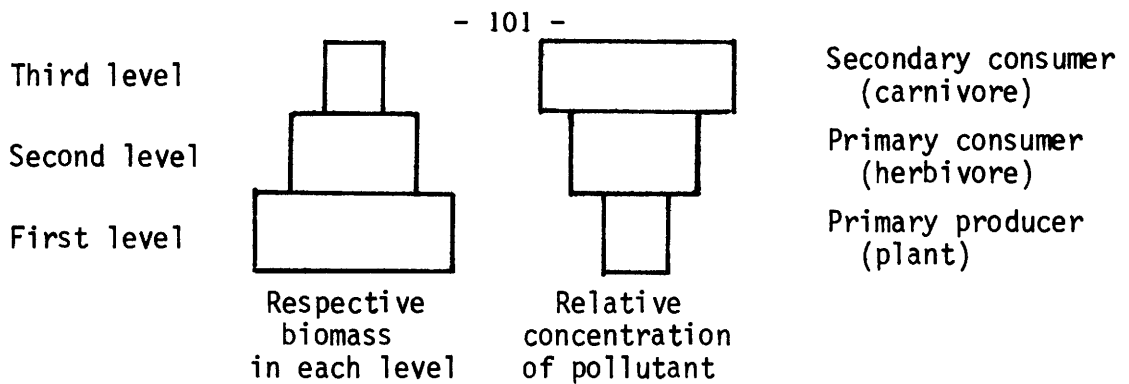 - 101 -
Third level
Second level
First level
Respective
biomass
in each level
Relative
concentration
of pollutant
Secondary consumer
(carnivore)
Primary consumer
(herbivore)
Primary producer
(plant)